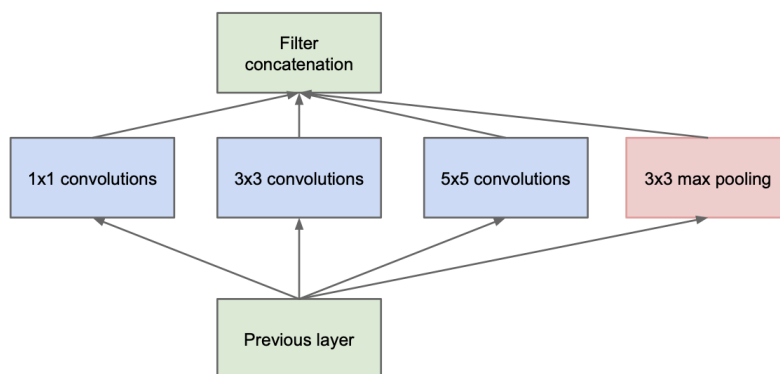 Filter
concatenation
1x1 convolutions
3x3 convolutions
5x5 convolutions
3x3 max pooling
Previous layer